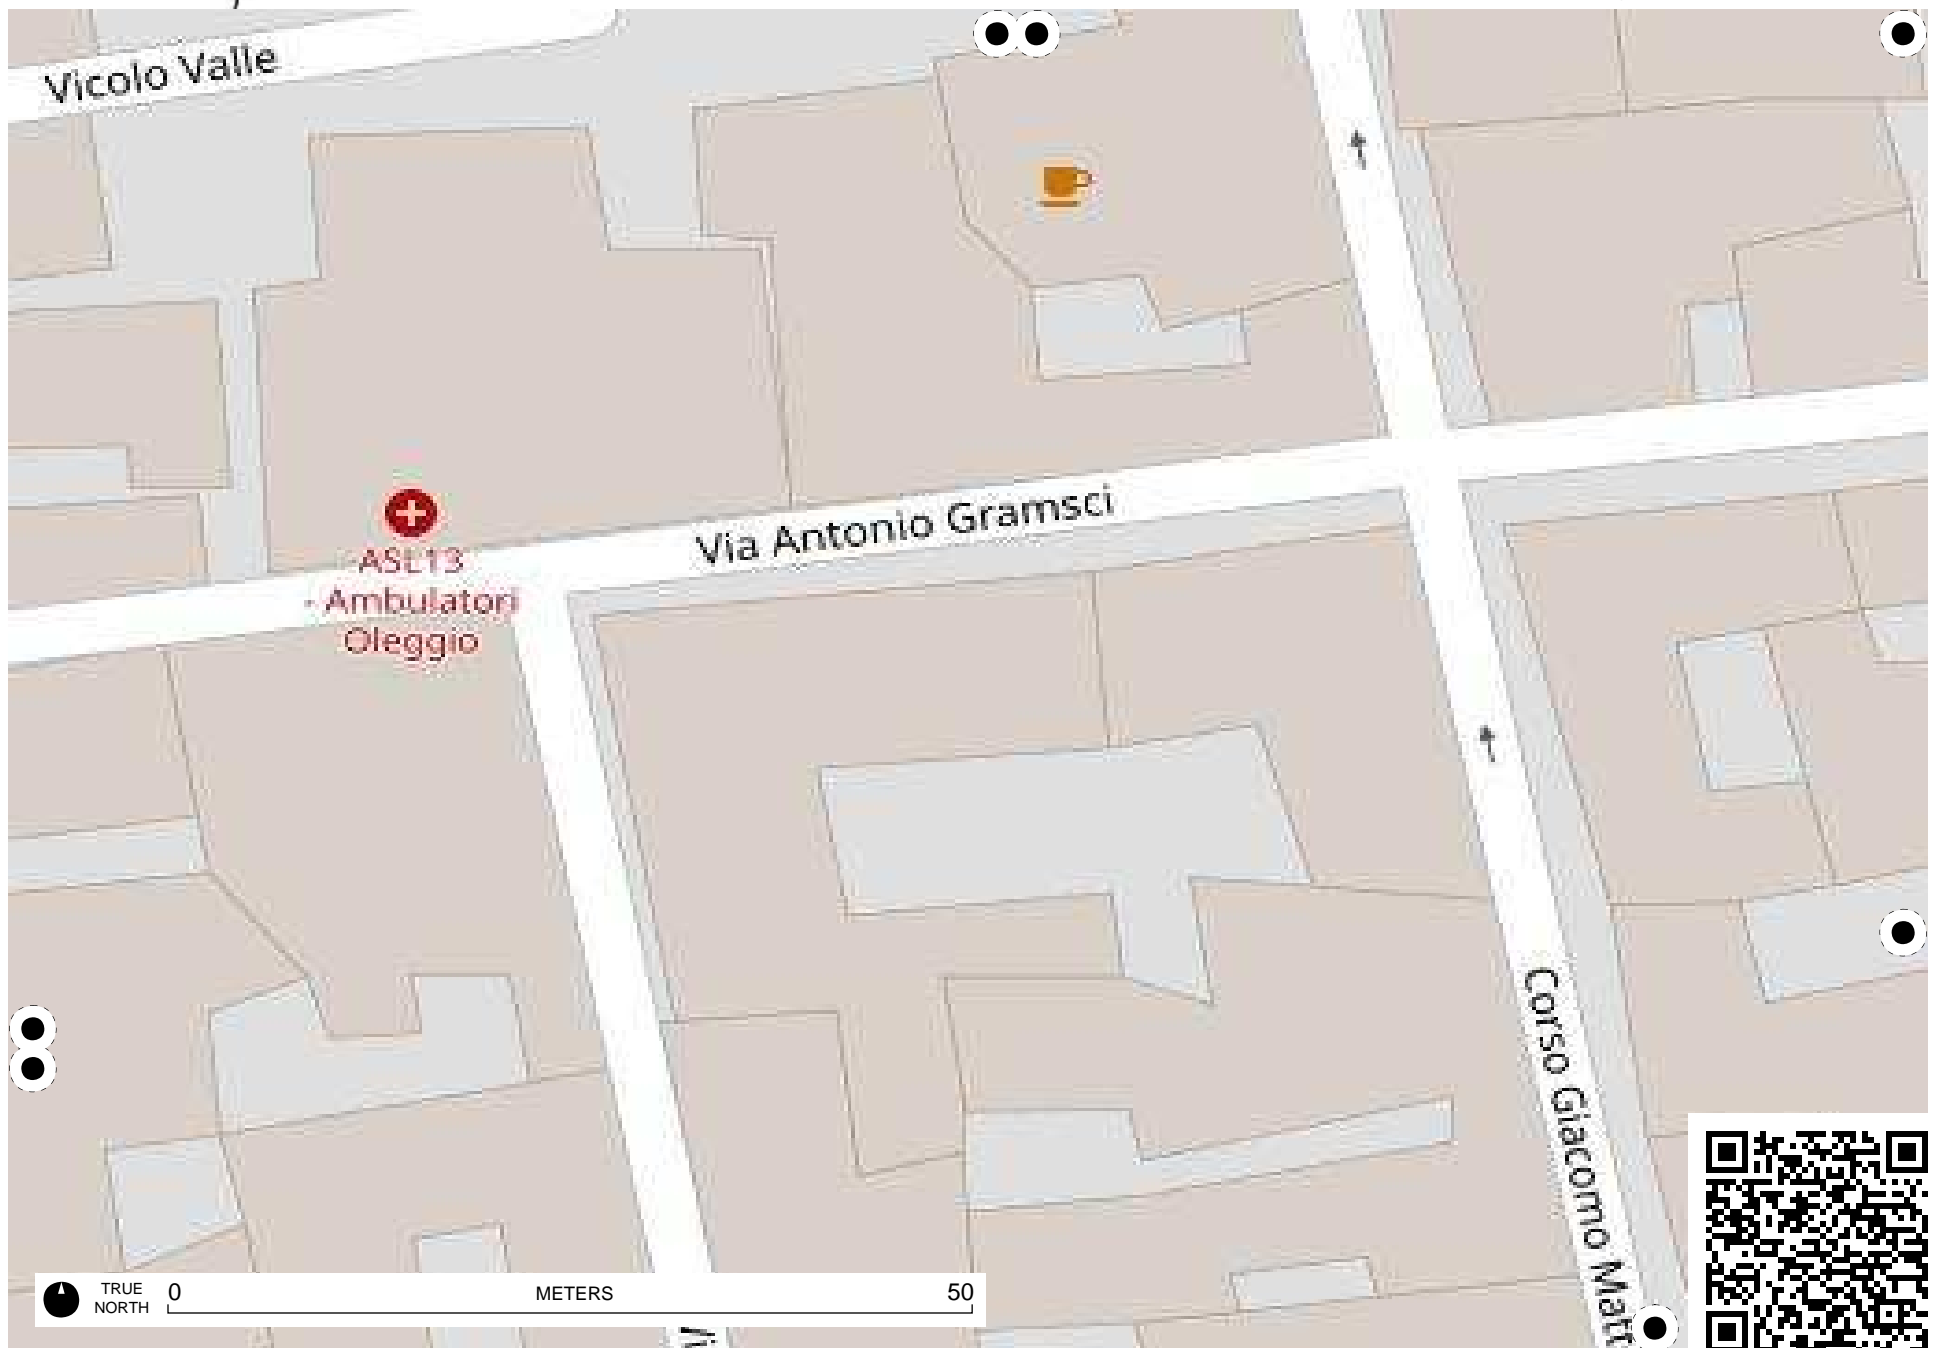 Vicolo Valle
Via Antonio Gramsci
ASL13
- Ambulatori
Oleggio
Corso Giacomo Matt
TRUE
NORTH
0
METERS
50